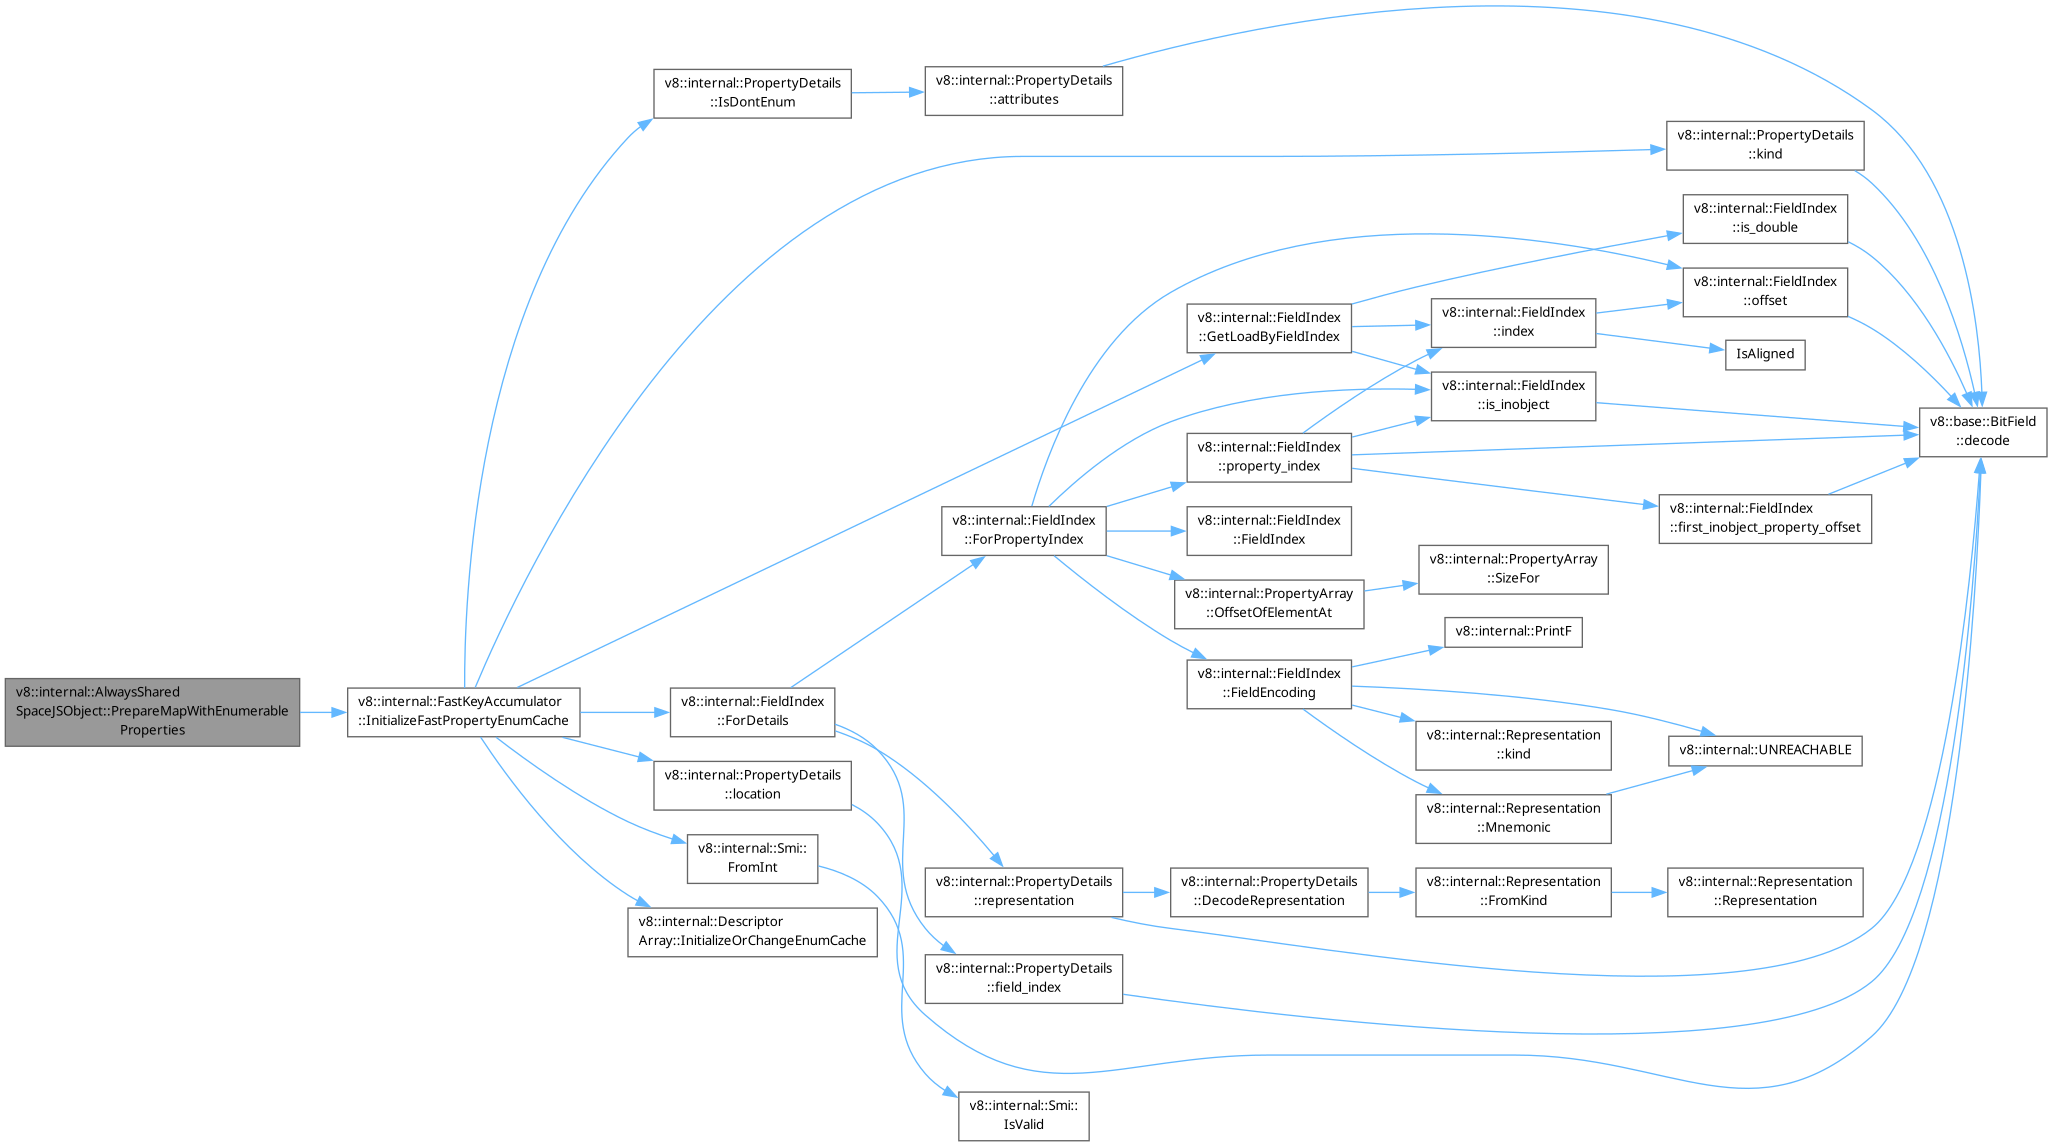 v8::internal::AlwaysShared
SpaceJSObject::PrepareMapWithEnumerable
Properties
v8::internal::FastKeyAccumulator
::InitializeFastPropertyEnumCache
v8::internal::PropertyDetails
::IsDontEnum
v8::internal::PropertyDetails
::attributes
v8::internal::PropertyDetails
::kind
v8::internal::FieldIndex
::is_double
v8::internal::FieldIndex
::offset
v8::internal::FieldIndex
::GetLoadByFieldIndex
v8::internal::FieldIndex
::index
IsAligned
v8::internal::FieldIndex
::is_inobject
v8::base::BitField
::decode
v8::internal::FieldIndex
::property_index
v8::internal::FieldIndex
::first_inobject_property_offset
v8::internal::FieldIndex
::ForPropertyIndex
v8::internal::FieldIndex
::FieldIndex
v8::internal::PropertyArray
::SizeFor
v8::internal::PropertyArray
::OffsetOfElementAt
v8::internal::PrintF
v8::internal::FieldIndex
::FieldEncoding
v8::internal::FieldIndex
::ForDetails
v8::internal::Representation
::kind
v8::internal::UNREACHABLE
v8::internal::PropertyDetails
::location
v8::internal::Representation
::Mnemonic
v8::internal::Smi::
FromInt
v8::internal::PropertyDetails
::representation
v8::internal::PropertyDetails
::DecodeRepresentation
v8::internal::Representation
::FromKind
v8::internal::Representation
::Representation
v8::internal::Descriptor
Array::InitializeOrChangeEnumCache
v8::internal::PropertyDetails
::field_index
v8::internal::Smi::
IsValid